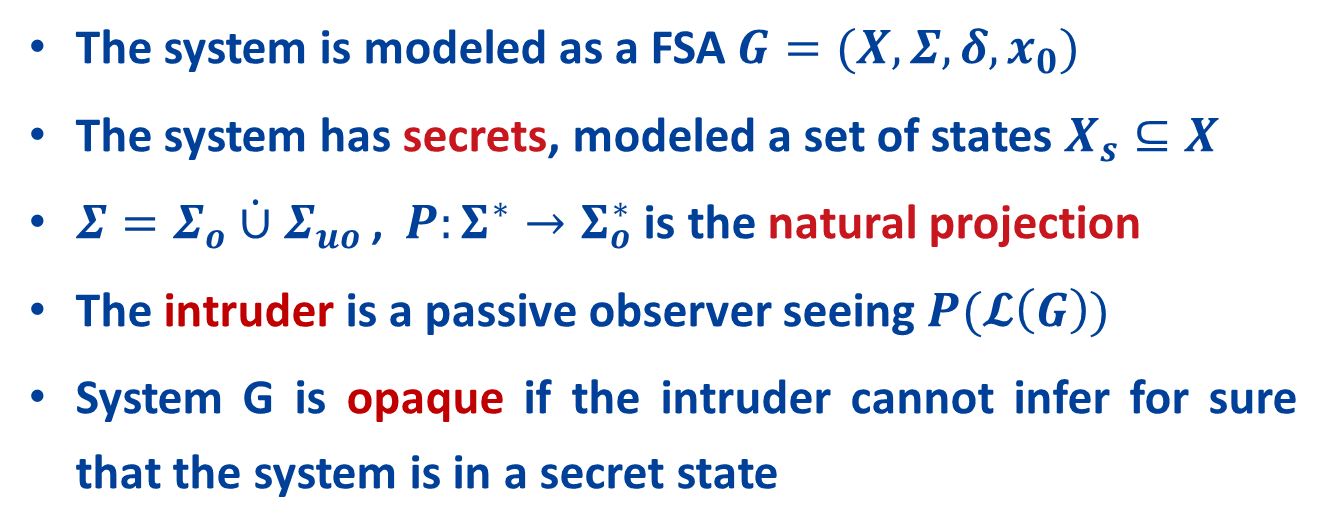 • The system is modeled as a FSA G = (X, Σ, δ, x₀)
• The system has secrets, modeled a set of states Xₛ ⊆ X
• Σ = Σₒ ∪̇ Σᵤₒ , P: Σ* → Σₒ* is the natural projection
• The intruder is a passive observer seeing P(ℒ(G))
• System G is opaque if the intruder cannot infer for sure
that the system is in a secret state